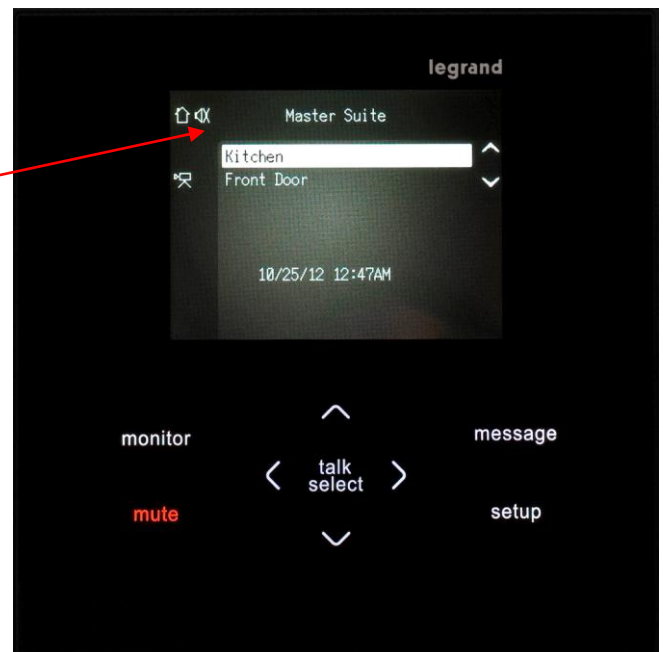 legrand
Master Suite
Kitchen
Front Door
10/25/12 12:47AM
monitor
message
talk
select
mute
setup